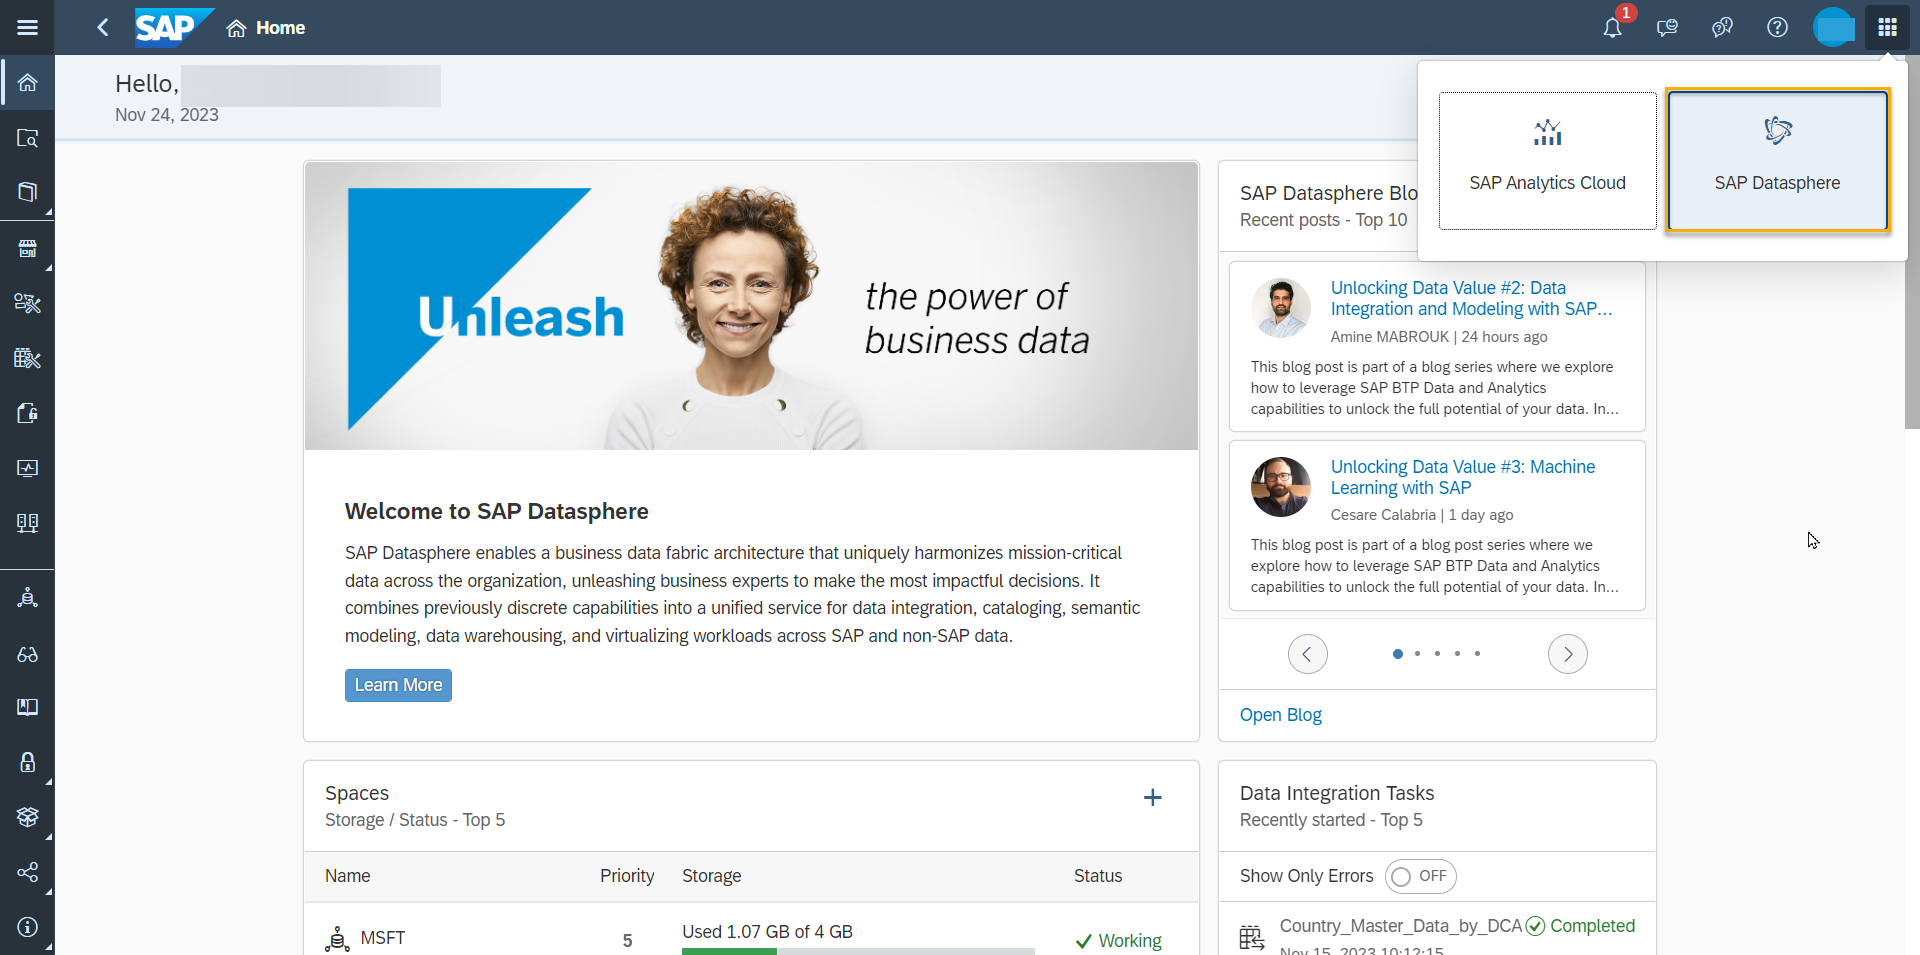 SAP Home
1
Hello,
Nov 24, 2023
SAP Analytics Cloud
SAP Datasphere
Unleash
the power of
business data
Welcome to SAP Datasphere
SAP Datasphere enables a business data fabric architecture that uniquely harmonizes mission-critical
data across the organization, unleashing business experts to make the most impactful decisions. It
combines previously discrete capabilities into a unified service for data integration, cataloging, semantic
modeling, data warehousing, and virtualizing workloads across SAP and non-SAP data.
Learn More
SAP Datasphere Blo
Recent posts - Top 10
Unlocking Data Value #2: Data
Integration and Modeling with SAP...
Amine MABROUK | 24 hours ago
This blog post is part of a blog series where we explore
how to leverage SAP BTP Data and Analytics
capabilities to unlock the full potential of your data. In...
Unlocking Data Value #3: Machine
Learning with SAP
Cesare Calabria | 1 day ago
This blog post is part of a blog post series where we
explore how to leverage SAP BTP Data and Analytics
capabilities to unlock the full potential of your data. In...
Open Blog
Spaces
Storage / Status - Top 5
Name Priority Storage Status
MSFT 5 Used 1.07 GB of 4 GB Working
Data Integration Tasks
Recently started - Top 5
Show Only Errors OFF
Country_Master_Data_by_DCA Completed
Nov 15, 2023 10:12:15